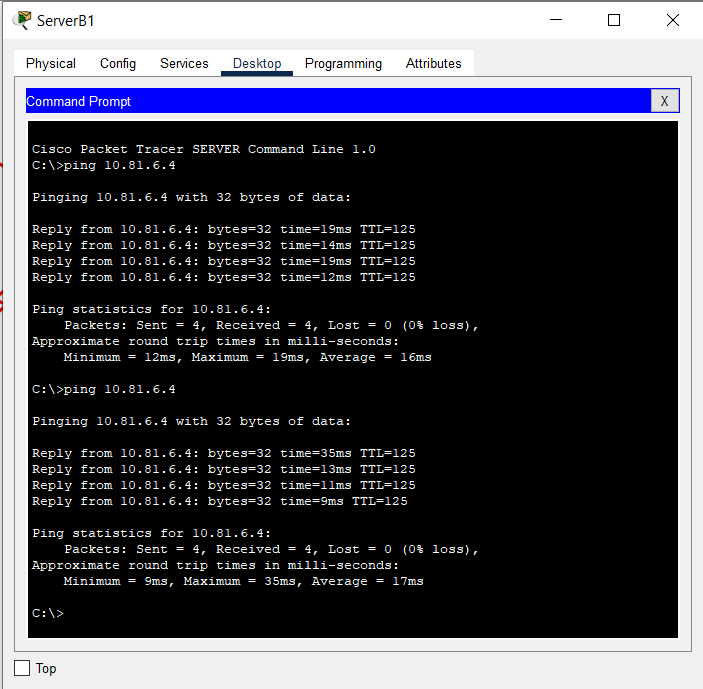 ServerB1
Physical Config Services Desktop Programming Attributes
Command Prompt X
Cisco Packet Tracer SERVER Command Line 1.0
C:\>ping 10.81.6.4
Pinging 10.81.6.4 with 32 bytes of data:
Reply from 10.81.6.4: bytes=32 time=19ms TTL=125
Reply from 10.81.6.4: bytes=32 time=14ms TTL=125
Reply from 10.81.6.4: bytes=32 time=19ms TTL=125
Reply from 10.81.6.4: bytes=32 time=12ms TTL=125
Ping statistics for 10.81.6.4:
Packets: Sent = 4, Received = 4, Lost = 0 (0% loss),
Approximate round trip times in milli-seconds:
Minimum = 12ms, Maximum = 19ms, Average = 16ms
C:\>ping 10.81.6.4
Pinging 10.81.6.4 with 32 bytes of data:
Reply from 10.81.6.4: bytes=32 time=35ms TTL=125
Reply from 10.81.6.4: bytes=32 time=13ms TTL=125
Reply from 10.81.6.4: bytes=32 time=11ms TTL=125
Reply from 10.81.6.4: bytes=32 time=9ms TTL=125
Ping statistics for 10.81.6.4:
Packets: Sent = 4, Received = 4, Lost = 0 (0% loss),
Approximate round trip times in milli-seconds:
Minimum = 9ms, Maximum = 35ms, Average = 17ms
C:\>
Top